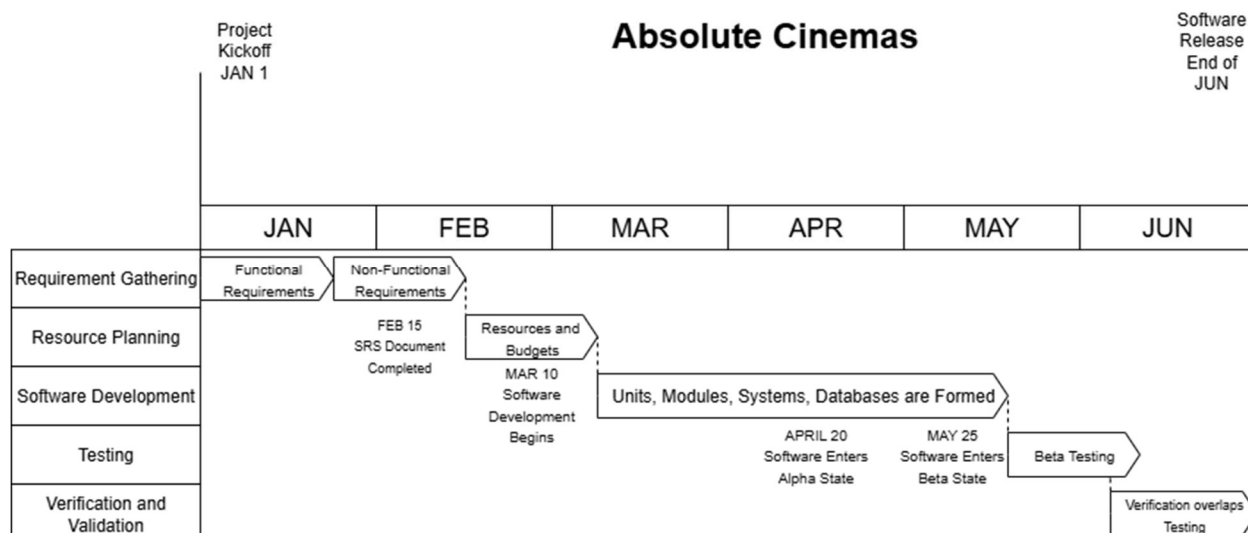 Project
Kickoff
JAN 1
Absolute Cinemas
Software
Release
End of
JUN
JAN FEB MAR APR MAY JUN
Requirement Gathering
Functional
Requirements
Non-Functional
Requirements
Resource Planning
FEB 15
SRS Document
Completed
Resources and
Budgets
Software Development
MAR 10
Software
Development
Begins
Units, Modules, Systems, Databases are Formed
Testing
APRIL 20
Software Enters
Alpha State
MAY 25
Software Enters
Beta State
Beta Testing
Verification and
Validation
Verification overlaps
Testing